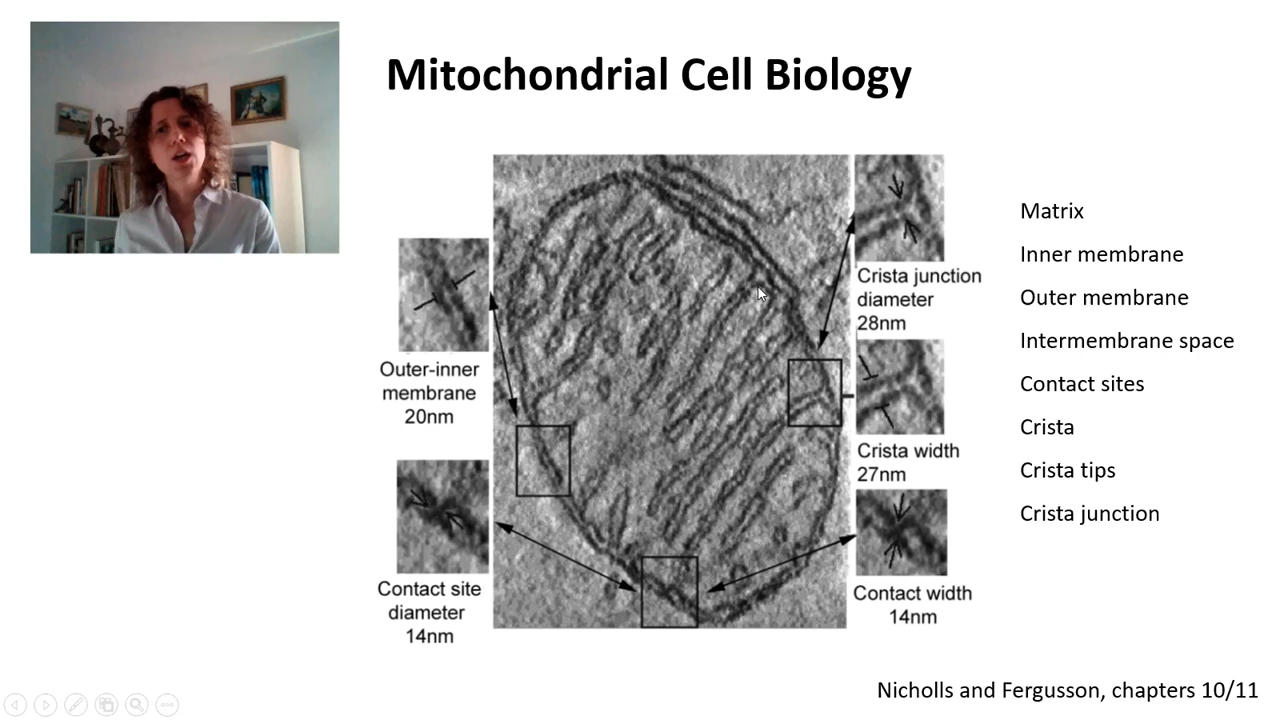 Mitochondrial Cell Biology
Outer-inner
membrane
20nm
Contact site
diameter
14nm
Crista junction
diameter
28nm
Crista width
27nm
Contact width
14nm
Matrix
Inner membrane
Outer membrane
Intermembrane space
Contact sites
Crista
Crista tips
Crista junction
Nicholls and Fergusson, chapters 10/11